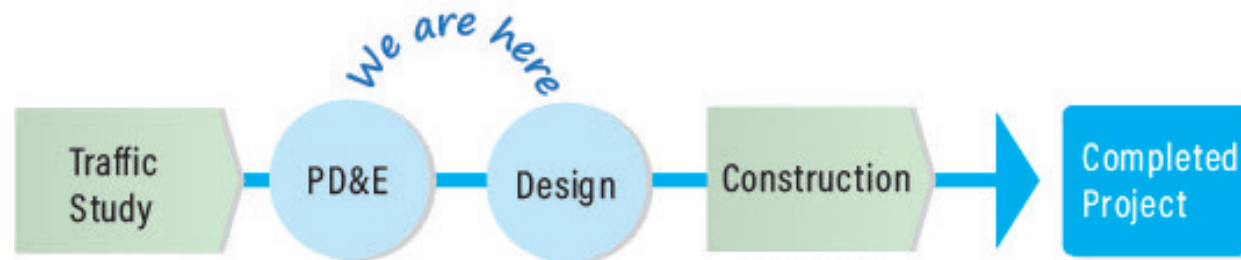 We are here
Traffic
Study
PD&E
Design
Construction
Completed
Project